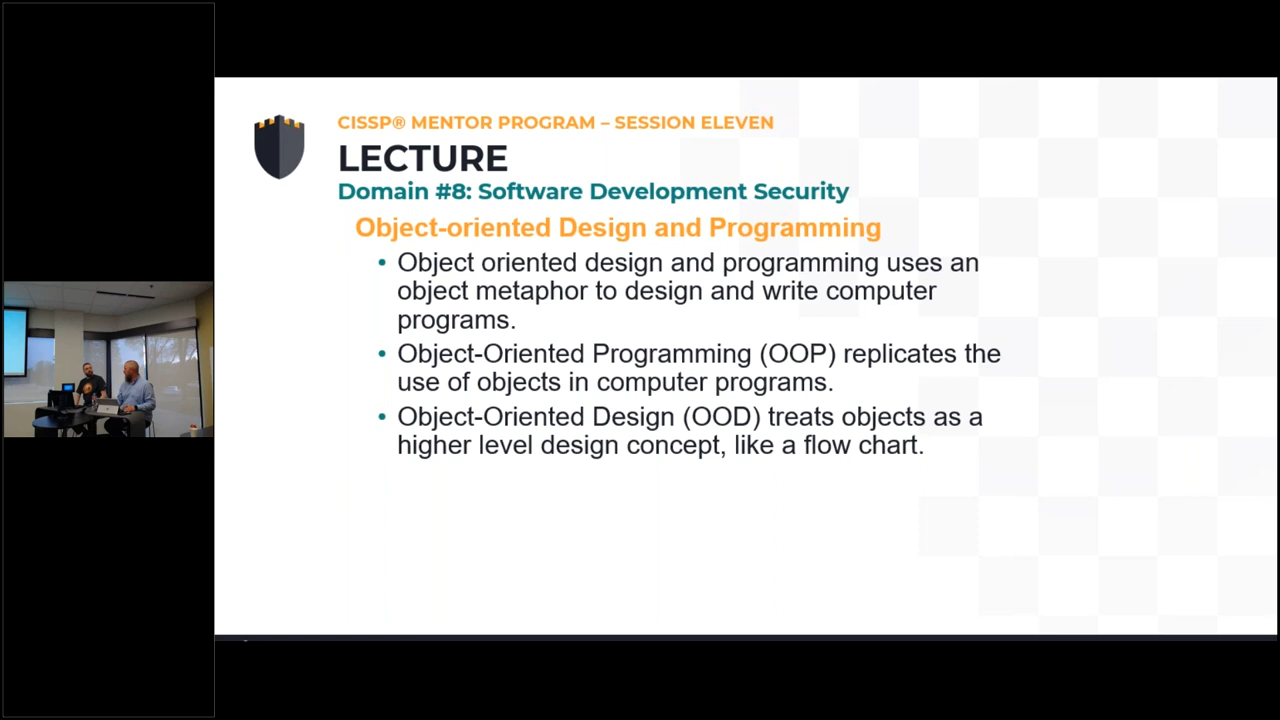 CISSP® MENTOR PROGRAM – SESSION ELEVEN
LECTURE
Domain #8: Software Development Security
Object-oriented Design and Programming
• Object oriented design and programming uses an
object metaphor to design and write computer
programs.
• Object-Oriented Programming (OOP) replicates the
use of objects in computer programs.
• Object-Oriented Design (OOD) treats objects as a
higher level design concept, like a flow chart.